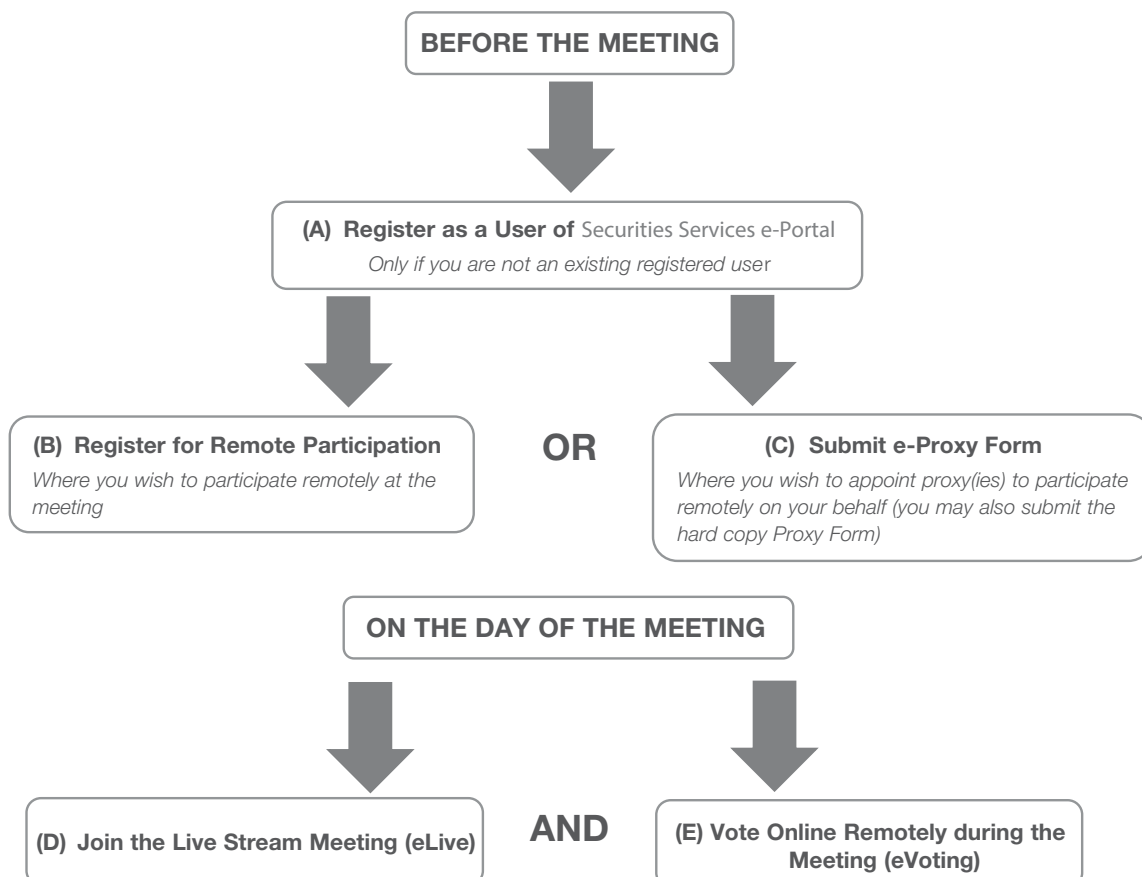 BEFORE THE MEETING
(A) Register as a User of Securities Services e-Portal
Only if you are not an existing registered user
(B) Register for Remote Participation
Where you wish to participate remotely at the
meeting
OR
(C) Submit e-Proxy Form
Where you wish to appoint proxy(ies) to participate
remotely on your behalf (you may also submit the
hard copy Proxy Form)
ON THE DAY OF THE MEETING
(D) Join the Live Stream Meeting (eLive)
AND
(E) Vote Online Remotely during the
Meeting (eVoting)